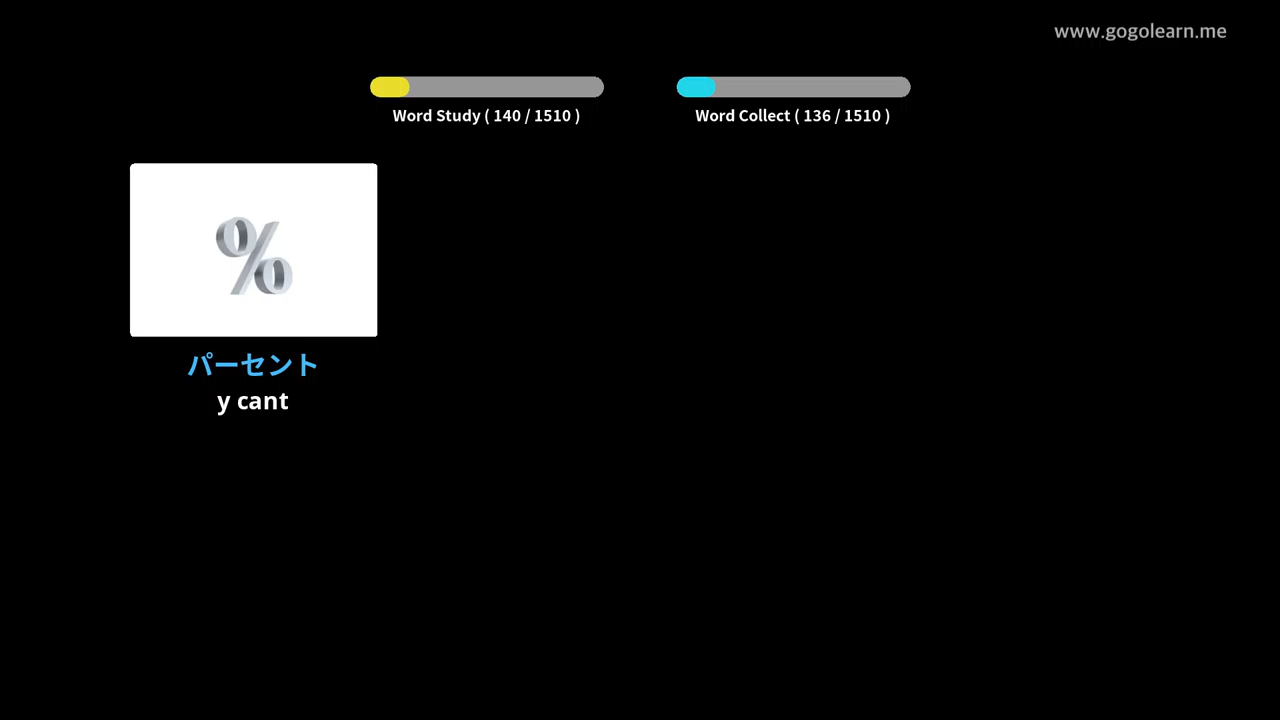 www.gogolearn.me
Word Study ( 140 / 1510 )
Word Collect ( 136 / 1510 )
%
パーセント
y cant